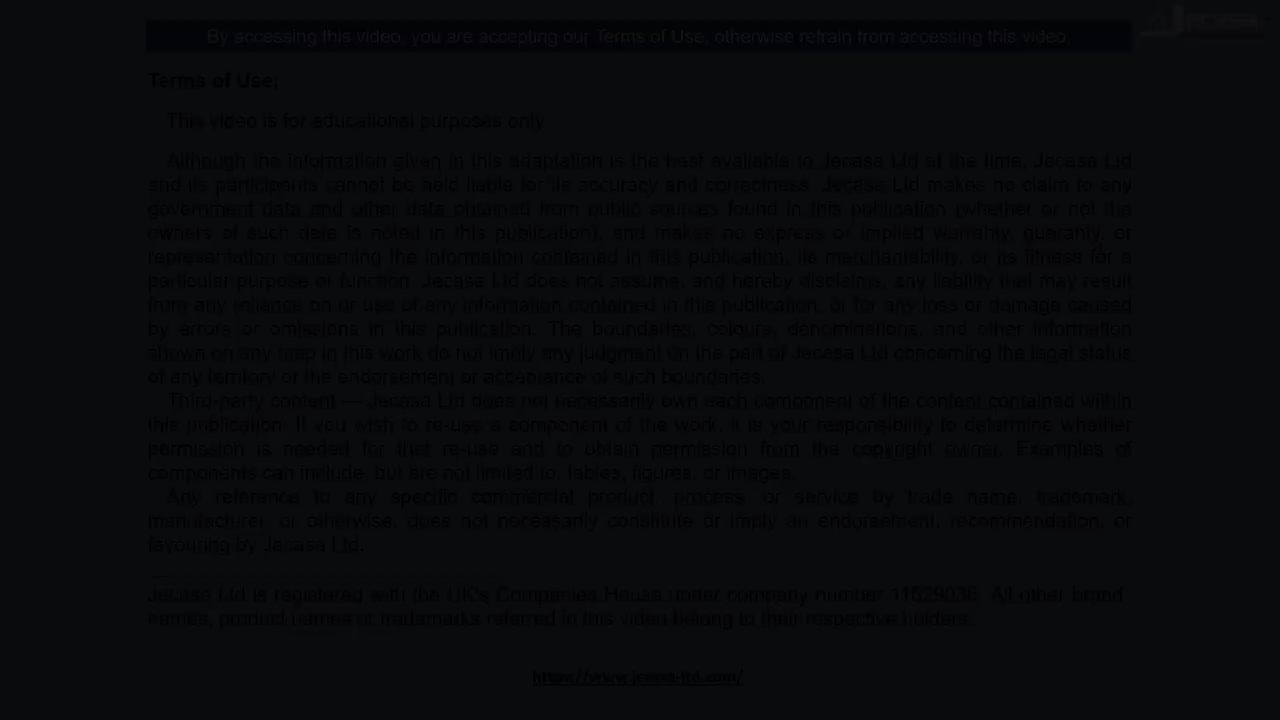 Jecasa
By accessing this video, you are accepting our Terms of Use, otherwise refrain from accessing this video.
Terms of Use:
This video is for educational purposes only.
Although the information given in this adaptation is the best available to Jecasa Ltd at the time, Jecasa Ltd
and its participants cannot be held liable for its accuracy and correctness. Jecasa Ltd makes no claim to any
government data and other data obtained from public sources found in this publication (whether or not the
owners of such data is noted in this publication), and makes no express or implied warranty, guaranty, or
representation concerning the information contained in this publication, its merchantability, or its fitness for a
particular purpose or function. Jecasa Ltd does not assume, and hereby disclaims, any liability that may result
from any reliance on or use of any information contained in this publication, or for any loss or damage caused
by errors or omissions in this publication. The boundaries, colours, denominations, and other information
shown on any map in this work do not imply any judgment on the part of Jecasa Ltd concerning the legal status
of any territory or the endorsement or acceptance of such boundaries.
Third-party content — Jecasa Ltd does not necessarily own each component of the content contained within
this publication. If you wish to re-use a component of the work, it is your responsibility to determine whether
permission is needed for that re-use and to obtain permission from the copyright owner. Examples of
components can include, but are not limited to, tables, figures, or images.
Any reference to any specific commercial product, process, or service by trade name, trademark,
manufacturer, or otherwise, does not necessarily constitute or imply an endorsement, recommendation, or
favouring by Jecasa Ltd.
Jecasa Ltd is registered with the UK's Companies House under company number 11529036. All other brand
names, product names or trademarks referred in this video belong to their respective holders.
https://www.jecasa-ltd.com/